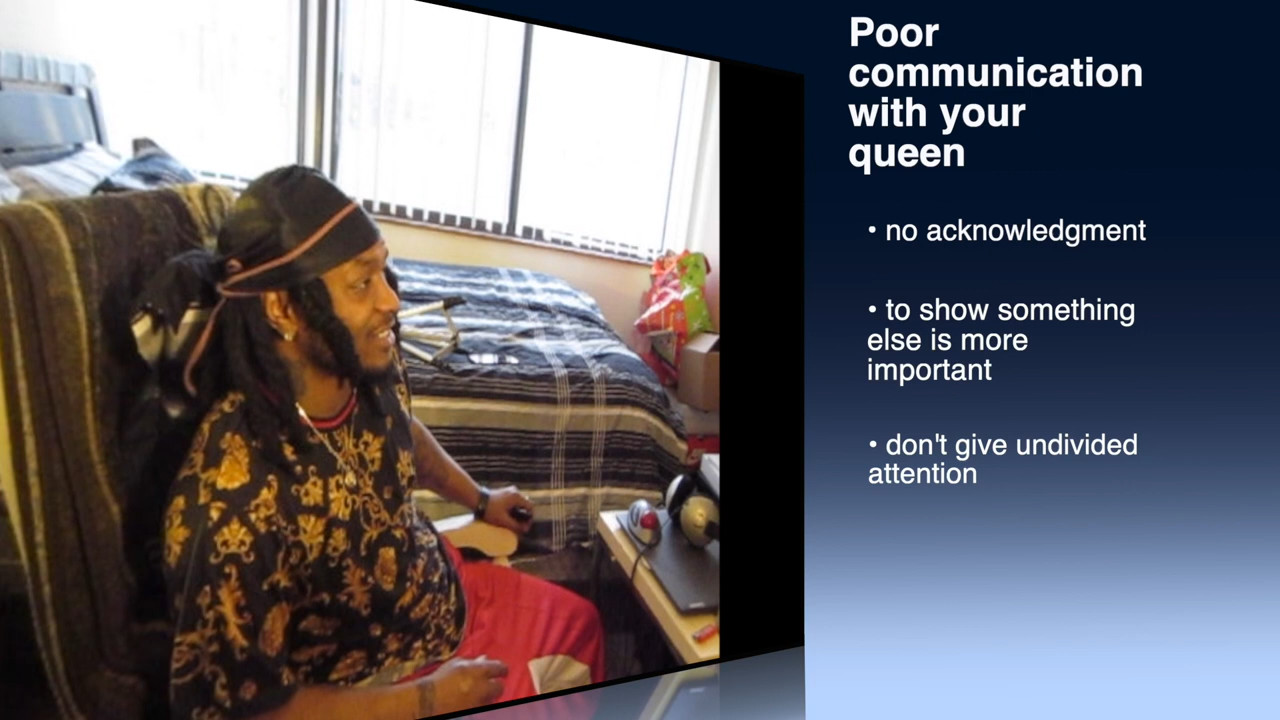 Poor
communication
with your
queen
• no acknowledgment
• to show something
else is more
important
• don't give undivided
attention